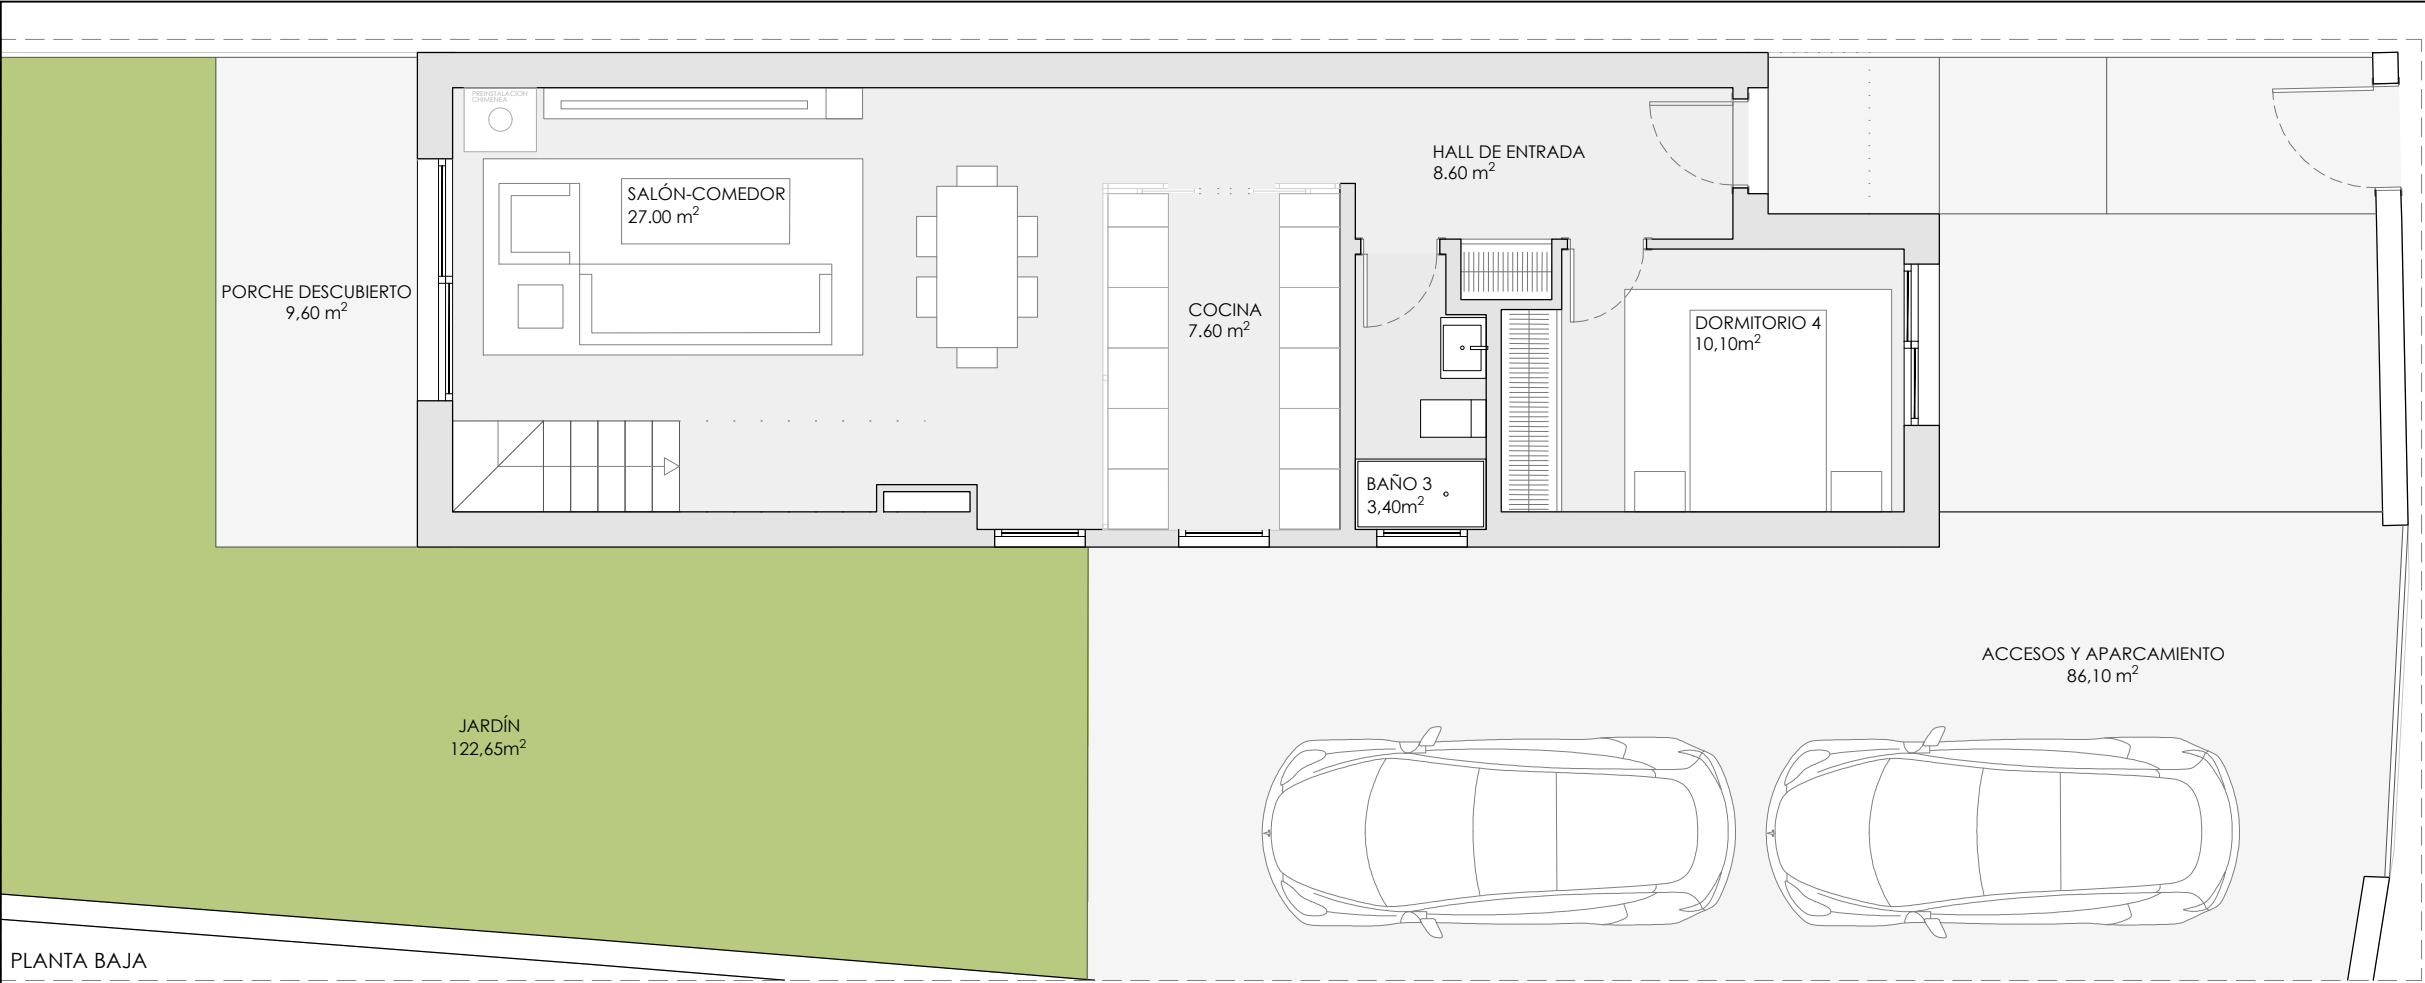 PREINSTALACION
CHIMENEA
SALÓN-COMEDOR
27.00 m²
HALL DE ENTRADA
8.60 m²
PORCHE DESCUBIERTO
9,60 m²
COCINA
7.60 m²
DORMITORIO 4
10,10m²
BAÑO 3
3,40m²
ACCESOS Y APARCAMIENTO
86,10 m²
JARDÍN
122,65m²
PLANTA BAJA